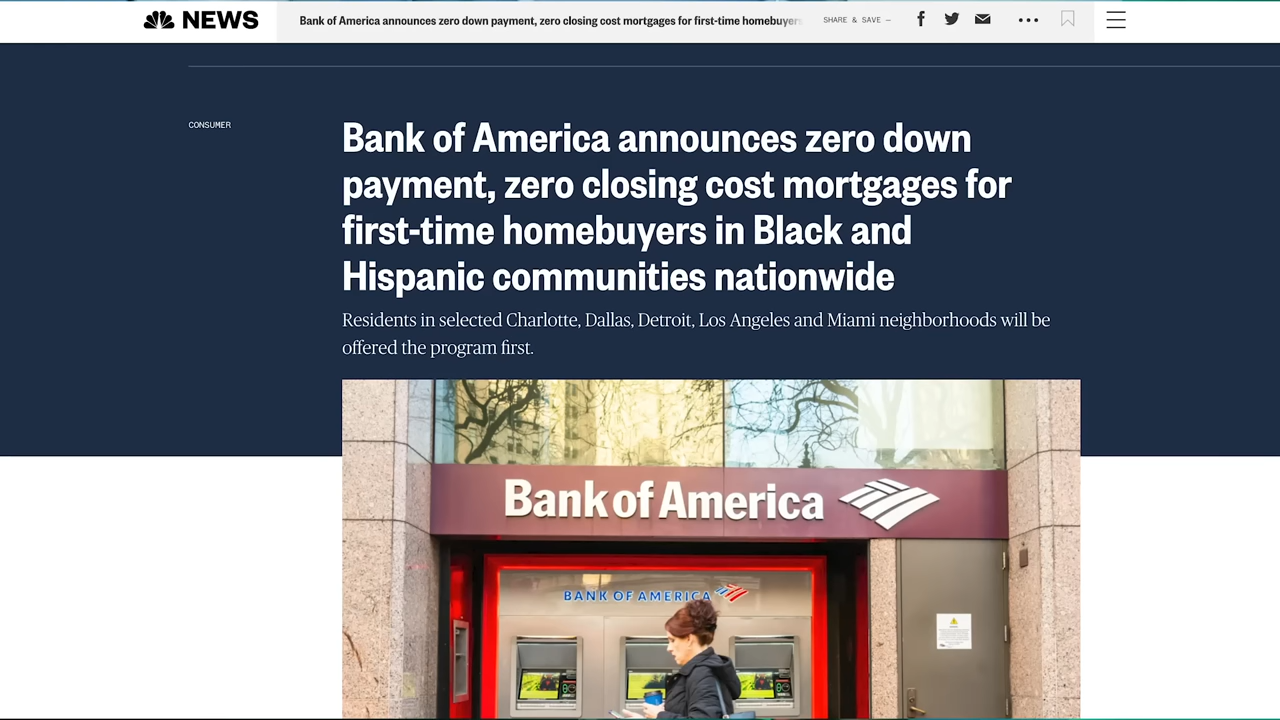 NEWS
Bank of America announces zero down payment, zero closing cost mortgages for first-time homebuyers
SHARE & SAVE —
CONSUMER
Bank of America announces zero down
payment, zero closing cost mortgages for
first-time homebuyers in Black and
Hispanic communities nationwide
Residents in selected Charlotte, Dallas, Detroit, Los Angeles and Miami neighborhoods will be
offered the program first.
Bank of America
BANK OF AMERICA